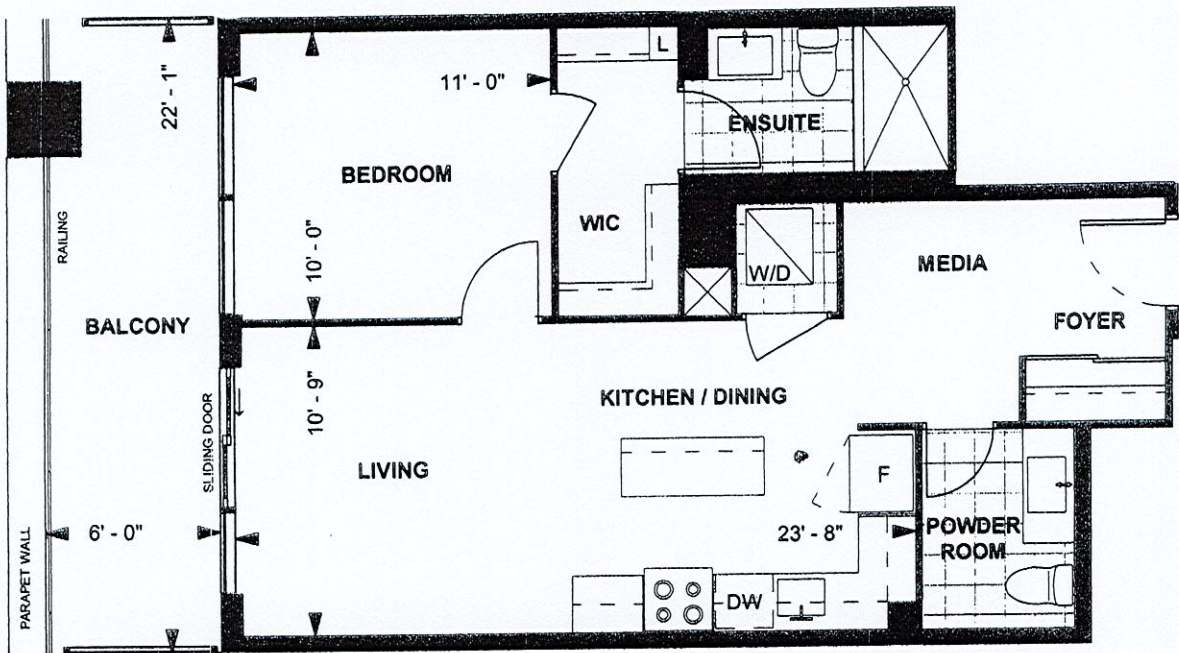 22' - 1"
11' - 0"
L
ENSUITE
BEDROOM
WIC
RAILING
10' - 0"
W/D
MEDIA
BALCONY
FOYER
10' - 9"
KITCHEN / DINING
SLIDING DOOR
LIVING
F
6' - 0"
23' - 8"
POWDER
ROOM
PARAPET WALL
DW